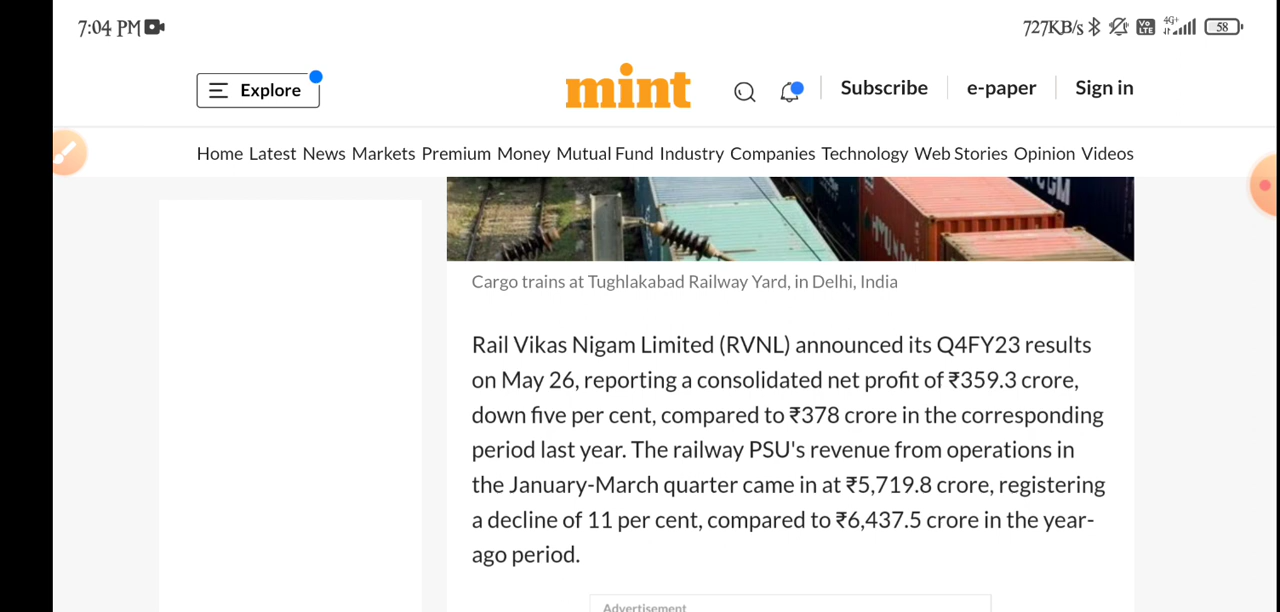 7:04 PM
727KB/s Vo LTE 4G+ 58
Explore
mint
Subscribe
e-paper
Sign in
Home Latest News Markets Premium Money Mutual Fund Industry Companies Technology Web Stories Opinion Videos
Cargo trains at Tughlakabad Railway Yard, in Delhi, India
Rail Vikas Nigam Limited (RVNL) announced its Q4FY23 results
on May 26, reporting a consolidated net profit of ₹359.3 crore,
down five per cent, compared to ₹378 crore in the corresponding
period last year. The railway PSU's revenue from operations in
the January-March quarter came in at ₹5,719.8 crore, registering
a decline of 11 per cent, compared to ₹6,437.5 crore in the year-
ago period.
Advertisement